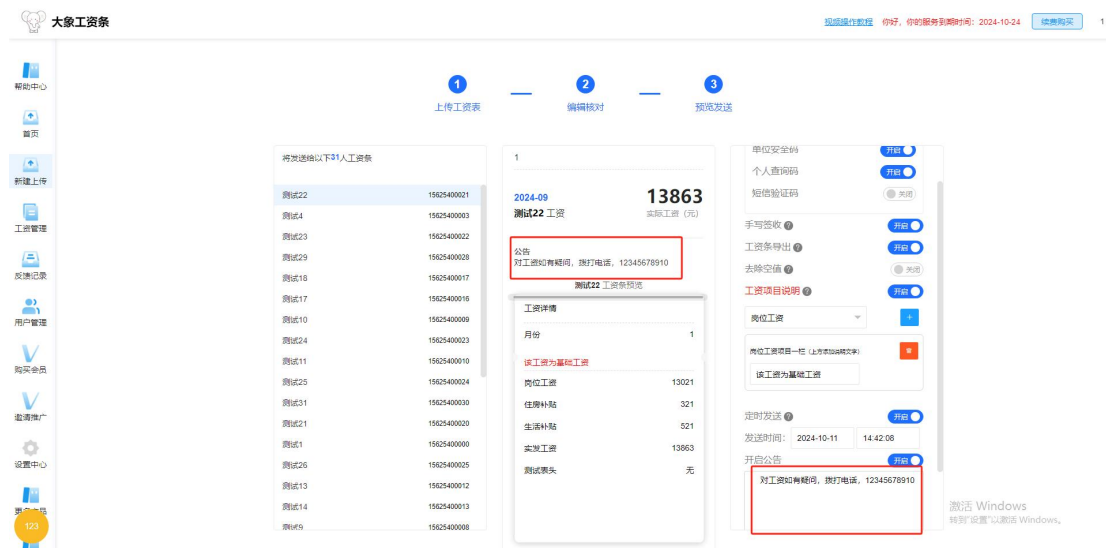 大象工资条
视频操作教程 你好，你的服务到期时间：2024-10-24 续费购买 1
帮助中心
首页
新建上传
工资管理
反馈记录
用户管理
购买会员
邀请推广
设置中心
123
1 2 3
上传工资表 编辑核对 预览发送
将发送给以下31人工资条
测试22 15625400021
测试4 15625400003
测试23 15625400022
测试29 15625400028
测试18 15625400017
测试17 15625400016
测试10 15625400009
测试24 15625400023
测试11 15625400010
测试25 15625400024
测试31 15625400030
测试21 15625400020
测试1 15625400000
测试26 15625400025
测试13 15625400012
测试14 15625400013
测试9 15625400008
1
2024-09 13863
测试22 工资 实际工资（元）
公告
对工资如有疑问，拨打电话，12345678910
测试22 工资条预览
工资详情
月份 1
该工资为基础工资
岗位工资 13021
住房补贴 321
生活补贴 521
实发工资 13863
测试表头 无
单位安全码 开启
个人查询码 开启
短信验证码 关闭
手写签收 ? 开启
工资条导出 ? 开启
去除空值 ? 关闭
工资项目说明 ? 开启
岗位工资 +
岗位工资项目一栏（上方添加说明文字）
该工资为基础工资
定时发送 ? 开启
发送时间： 2024-10-11 14:42:08
开启公告 开启
对工资如有疑问，拨打电话，12345678910
激活 Windows
转到"设置"以激活 Windows。